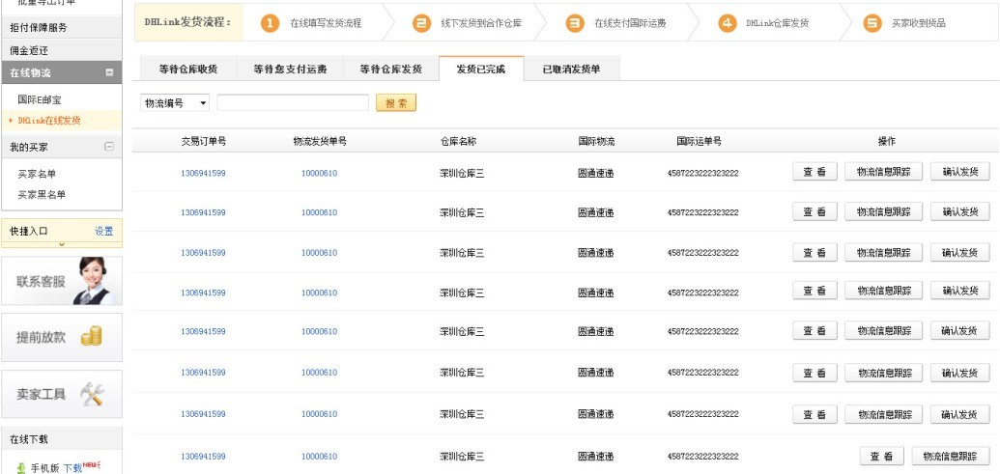 批量导出订单
拒付保障服务
佣金返还
在线物流
国际E邮宝
DHLink在线发货
我的买家
买家名单
买家黑名单
快捷入口 设置
联系客服
提前放款
卖家工具
在线下载
手机版 下载 NEW
DHLink发货流程： 1 在线填写发货流程 2 线下发货到合作仓库 3 在线支付国际运费 4 DHLink仓库发货 5 买家收到货品
等待仓库收货 等待您支付运费 等待仓库发货 发货已完成 已取消发货单
物流编号 搜 索
交易订单号 物流发货单号 仓库名称 国际物流 国际运单号 操作
1306941599 10000610 深圳仓库三 圆通速递 4587223222323222 查 看 物流信息跟踪 确认发货
1306941599 10000610 深圳仓库三 圆通速递 4587223222323222 查 看 物流信息跟踪 确认发货
1306941599 10000610 深圳仓库三 圆通速递 4587223222323222 查 看 物流信息跟踪 确认发货
1306941599 10000610 深圳仓库三 圆通速递 4587223222323222 查 看 物流信息跟踪 确认发货
1306941599 10000610 深圳仓库三 圆通速递 4587223222323222 查 看 物流信息跟踪 确认发货
1306941599 10000610 深圳仓库三 圆通速递 4587223222323222 查 看 物流信息跟踪 确认发货
1306941599 10000610 深圳仓库三 圆通速递 4587223222323222 查 看 物流信息跟踪 确认发货
1306941599 10000610 深圳仓库三 圆通速递 4587223222323222 查 看 物流信息跟踪